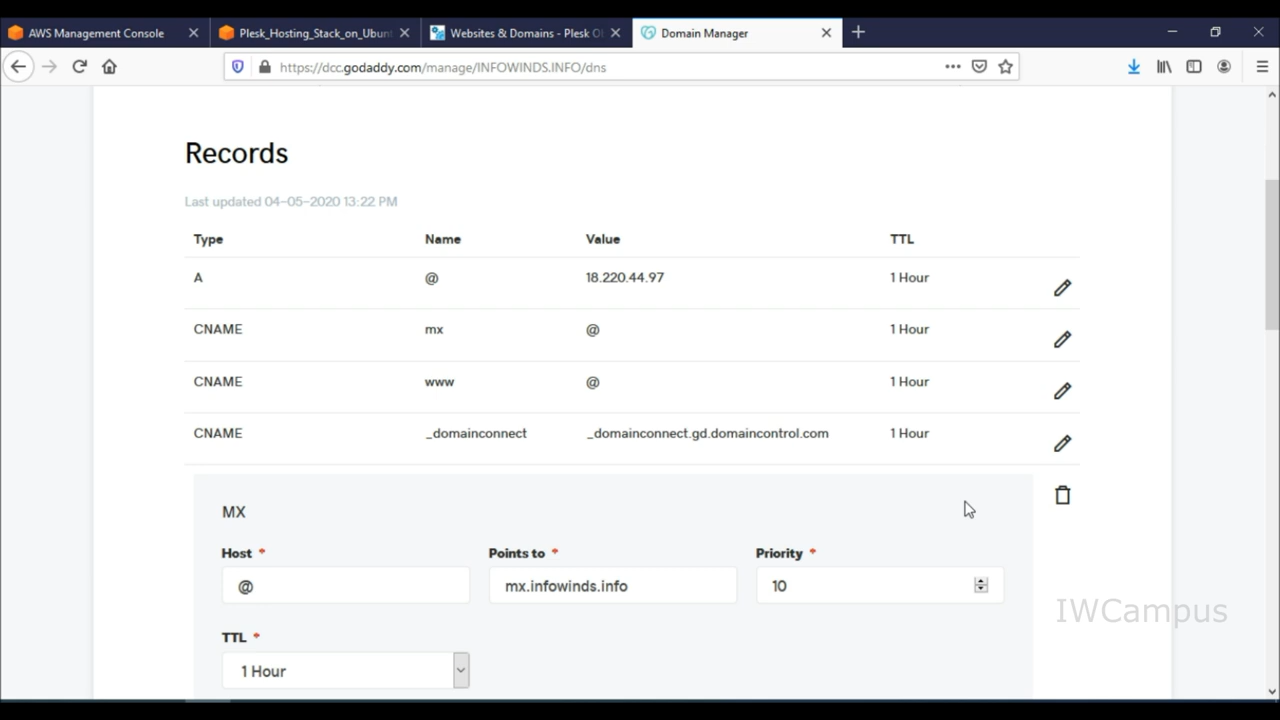 AWS Management Console
Plesk_Hosting_Stack_on_Ubun
Websites & Domains - Plesk O
Domain Manager
https://dcc.godaddy.com/manage/INFOWINDS.INFO/dns
Records
Last updated 04-05-2020 13:22 PM
Type Name Value TTL
A @ 18.220.44.97 1 Hour
CNAME mx @ 1 Hour
CNAME www @ 1 Hour
CNAME _domainconnect _domainconnect.gd.domaincontrol.com 1 Hour
MX
Host * Points to * Priority *
@ mx.infowinds.info 10
IWCampus
TTL *
1 Hour